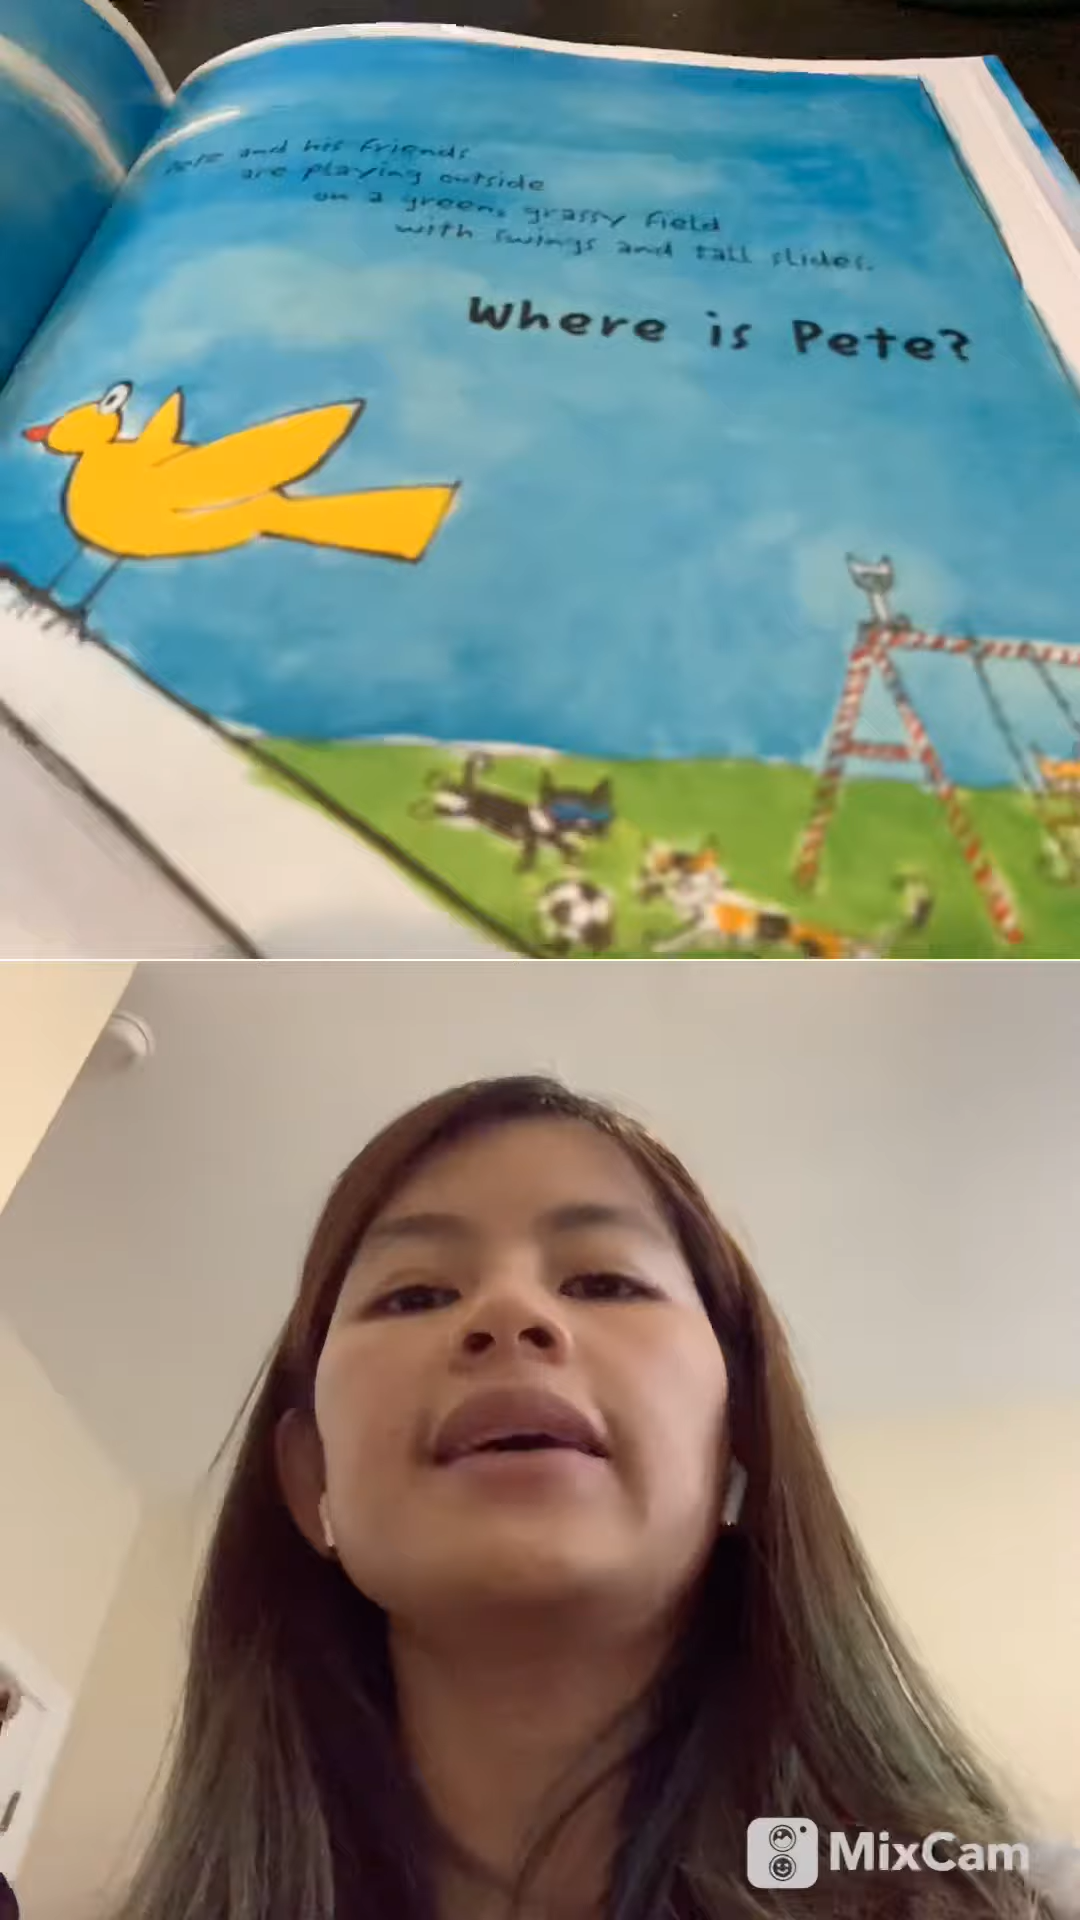 Pete and his friends
are playing outside
on a green, grassy field
with swings and tall slides.
Where is Pete?
MixCam